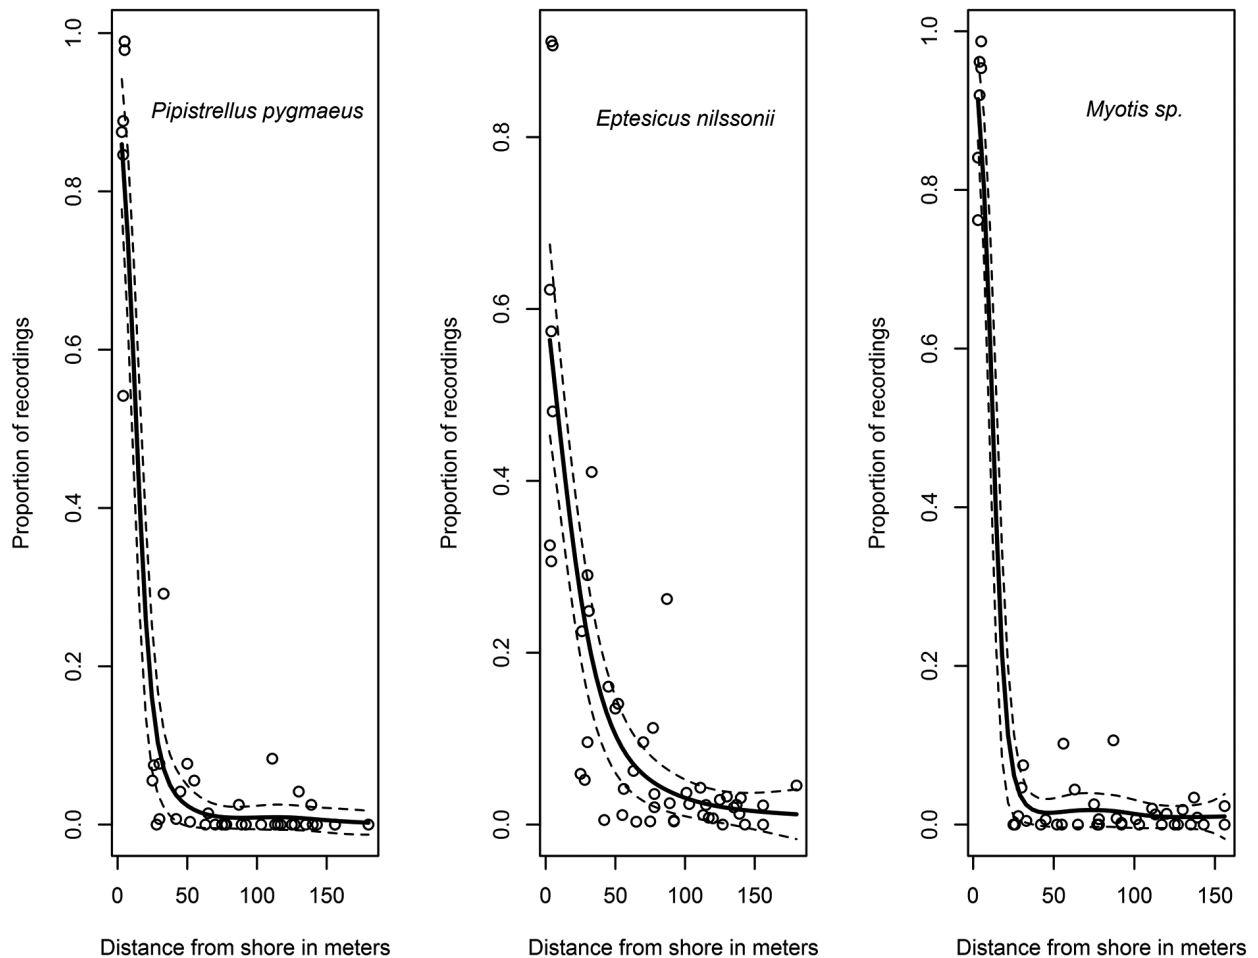 Pipistrellus pygmaeus
Proportion of recordings
1.0
0.8
0.6
0.4
0.2
0.0
0 50 100 150
Distance from shore in meters
Eptesicus nilssonii
Proportion of recordings
0.8
0.6
0.4
0.2
0.0
0 50 100 150
Distance from shore in meters
Myotis sp.
Proportion of recordings
1.0
0.8
0.6
0.4
0.2
0.0
0 50 100 150
Distance from shore in meters